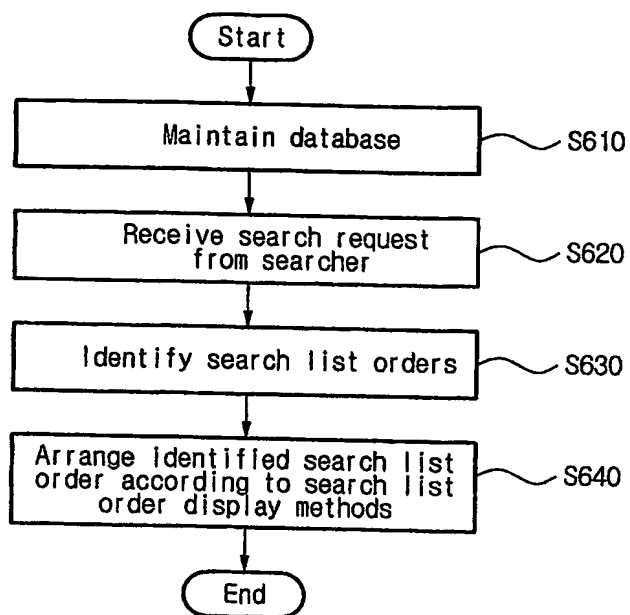 Start
Maintain database
S610
Receive search request
from searcher
S620
Identify search list orders
S630
Arrange identified search list
order according to search list
order display methods
S640
End